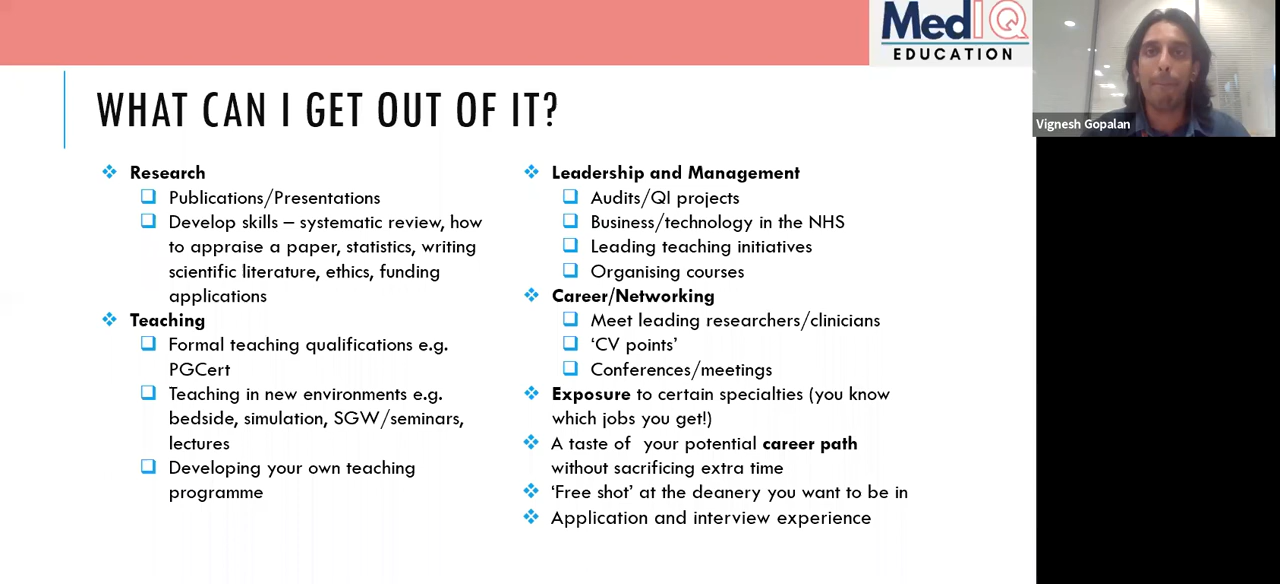 MedIQ
EDUCATION
Vignesh Gopalan
WHAT CAN I GET OUT OF IT?
Research
Publications/Presentations
Develop skills – systematic review, how
to appraise a paper, statistics, writing
scientific literature, ethics, funding
applications
Teaching
Formal teaching qualifications e.g.
PGCert
Teaching in new environments e.g.
bedside, simulation, SGW/seminars,
lectures
Developing your own teaching
programme
Leadership and Management
Audits/QI projects
Business/technology in the NHS
Leading teaching initiatives
Organising courses
Career/Networking
Meet leading researchers/clinicians
‘CV points’
Conferences/meetings
Exposure to certain specialties (you know
which jobs you get!)
A taste of  your potential career path
without sacrificing extra time
‘Free shot’ at the deanery you want to be in
Application and interview experience